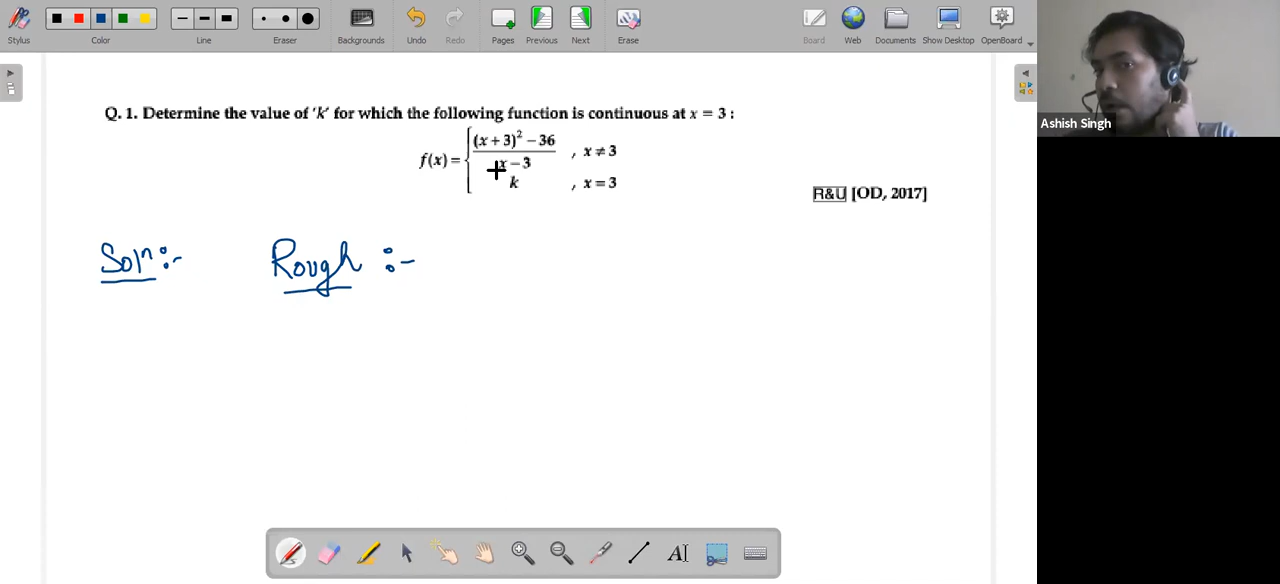 Stylus Color Line Eraser Backgrounds Undo Redo Pages Previous Next Erase Board Web Documents Show Desktop OpenBoard
Ashish Singh
Q. 1. Determine the value of 'k' for which the following function is continuous at x = 3 :
f(x) = { (x + 3)² – 36 / x – 3 , x ≠ 3
k , x = 3
R&U [OD, 2017]
Solⁿ :- Rough :-
AI